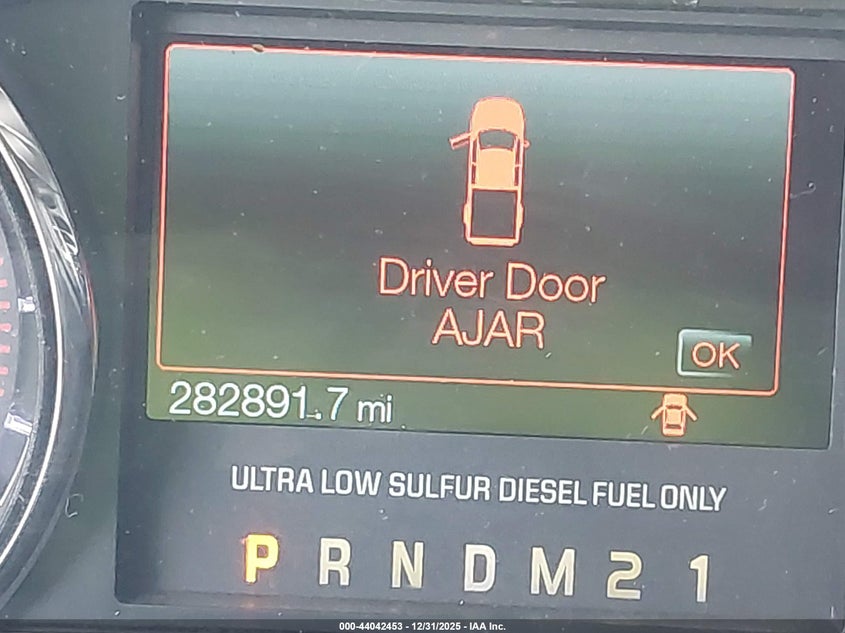 Driver Door
AJAR
OK
282891.7 mi
ULTRA LOW SULFUR DIESEL FUEL ONLY
P R N D M 2 1
000-44042453 - 12/31/2025 - IAA Inc.